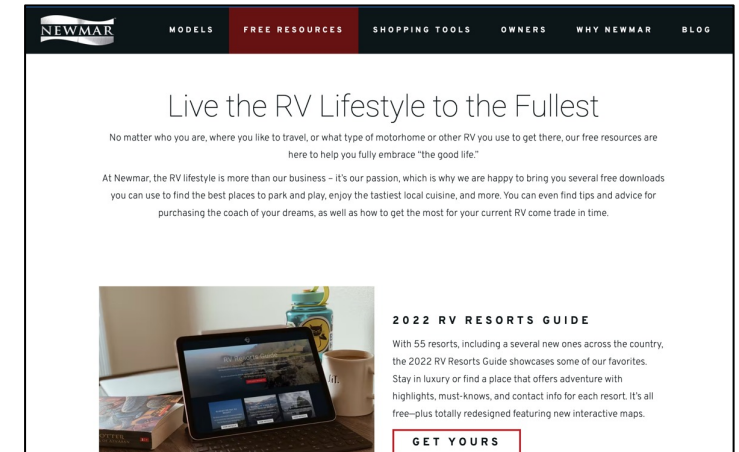 NEWMAR
MODELS
FREE RESOURCES
SHOPPING TOOLS
OWNERS
WHY NEWMAR
BLOG
Live the RV Lifestyle to the Fullest
No matter who you are, where you like to travel, or what type of motorhome or other RV you use to get there, our free resources are
here to help you fully embrace “the good life.”
At Newmar, the RV lifestyle is more than our business – it’s our passion, which is why we are happy to bring you several free downloads
you can use to find the best places to park and play, enjoy the tastiest local cuisine, and more. You can even find tips and advice for
purchasing the coach of your dreams, as well as how to get the most for your current RV come trade in time.
RV Resorts Guide
2022 RV RESORTS GUIDE
With 55 resorts, including a several new ones across the country,
the 2022 RV Resorts Guide showcases some of our favorites.
Stay in luxury or find a place that offers adventure with
highlights, must-knows, and contact info for each resort. It’s all
free—plus totally redesigned featuring new interactive maps.
GET YOURS